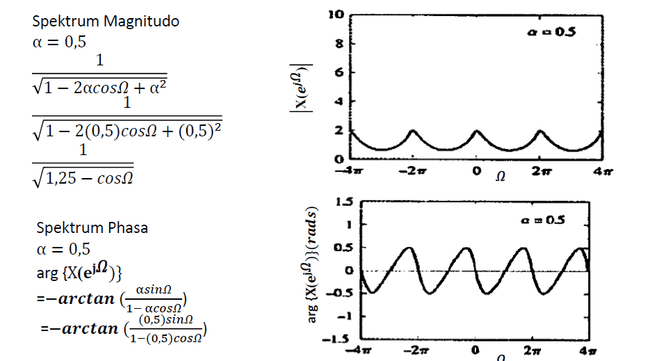 Spektrum Magnitudo
α = 0,5
1
√1 − 2αcosΩ + α²
1
√1 − 2(0,5)cosΩ + (0,5)²
1
√1,25 − cosΩ
Spektrum Phasa
α = 0,5
arg {X(e^jΩ)}
=−arctan (αsinΩ / 1− αcosΩ)
=−arctan ((0,5)sinΩ / 1−(0,5)cosΩ)
|X(e^jΩ)|
10
8
6
4
2
0
α = 0.5
−4π −2π 0 2π 4π
Ω
arg {X(e^jΩ)}(rads)
1.5
1
0.5
0
−0.5
−1
−1.5
α = 0.5
−4π −2π 0 2π 4π
Ω